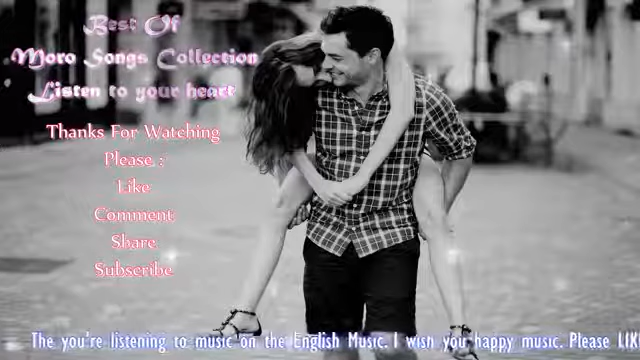 Best Of
Moro Songs Collection
Listen to your heart
Thanks For Watching
Please :
Like
Comment
Share
Subscribe
The you're listening to music on the English Music. I wish you happy music. Please LIK